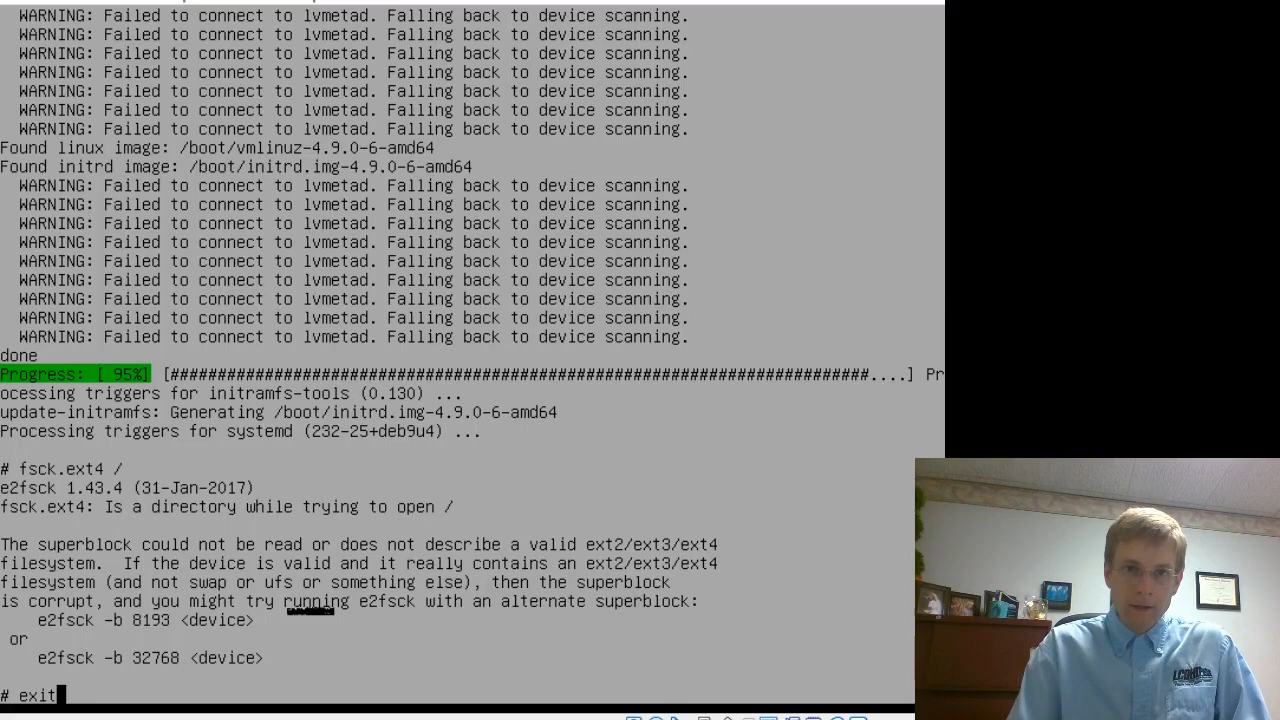 WARNING: Failed to connect to lvmetad. Falling back to device scanning.
WARNING: Failed to connect to lvmetad. Falling back to device scanning.
WARNING: Failed to connect to lvmetad. Falling back to device scanning.
WARNING: Failed to connect to lvmetad. Falling back to device scanning.
WARNING: Failed to connect to lvmetad. Falling back to device scanning.
WARNING: Failed to connect to lvmetad. Falling back to device scanning.
WARNING: Failed to connect to lvmetad. Falling back to device scanning.
Found linux image: /boot/vmlinuz-4.9.0-6-amd64
Found initrd image: /boot/initrd.img-4.9.0-6-amd64
WARNING: Failed to connect to lvmetad. Falling back to device scanning.
WARNING: Failed to connect to lvmetad. Falling back to device scanning.
WARNING: Failed to connect to lvmetad. Falling back to device scanning.
WARNING: Failed to connect to lvmetad. Falling back to device scanning.
WARNING: Failed to connect to lvmetad. Falling back to device scanning.
WARNING: Failed to connect to lvmetad. Falling back to device scanning.
WARNING: Failed to connect to lvmetad. Falling back to device scanning.
WARNING: Failed to connect to lvmetad. Falling back to device scanning.
WARNING: Failed to connect to lvmetad. Falling back to device scanning.
done
Progress: [ 95%] [##########################################################################....] Pr
ocessing triggers for initramfs-tools (0.130) ...
update-initramfs: Generating /boot/initrd.img-4.9.0-6-amd64
Processing triggers for systemd (232-25+deb9u4) ...
# fsck.ext4 /
e2fsck 1.43.4 (31-Jan-2017)
fsck.ext4: Is a directory while trying to open /
The superblock could not be read or does not describe a valid ext2/ext3/ext4
filesystem.  If the device is valid and it really contains an ext2/ext3/ext4
filesystem (and not swap or ufs or something else), then the superblock
is corrupt, and you might try running e2fsck with an alternate superblock:
e2fsck -b 8193 <device>
or
e2fsck -b 32768 <device>
# exit